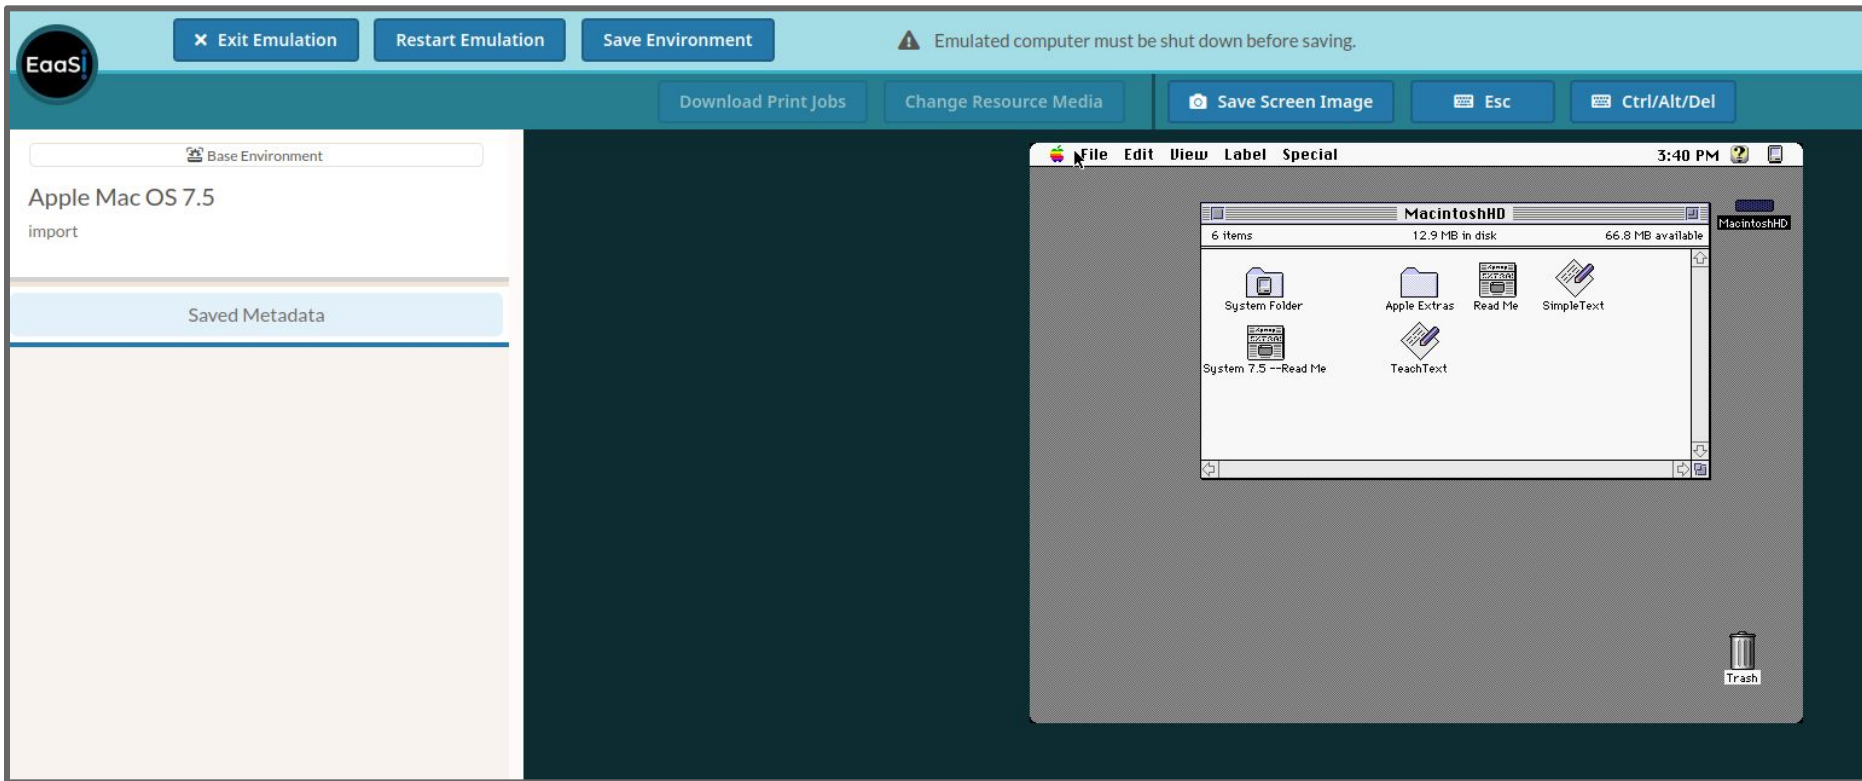 EaaSi
Exit Emulation
Restart Emulation
Save Environment
Emulated computer must be shut down before saving.
Download Print Jobs
Change Resource Media
Save Screen Image
Esc
Ctrl/Alt/Del
Base Environment
Apple Mac OS 7.5
import
Saved Metadata
File Edit View Label Special 3:40 PM
MacintoshHD
6 items 12.9 MB in disk 66.8 MB available
MacintoshHD
System Folder Apple Extras Read Me SimpleText
System 7.5 --Read Me TeachText
Trash